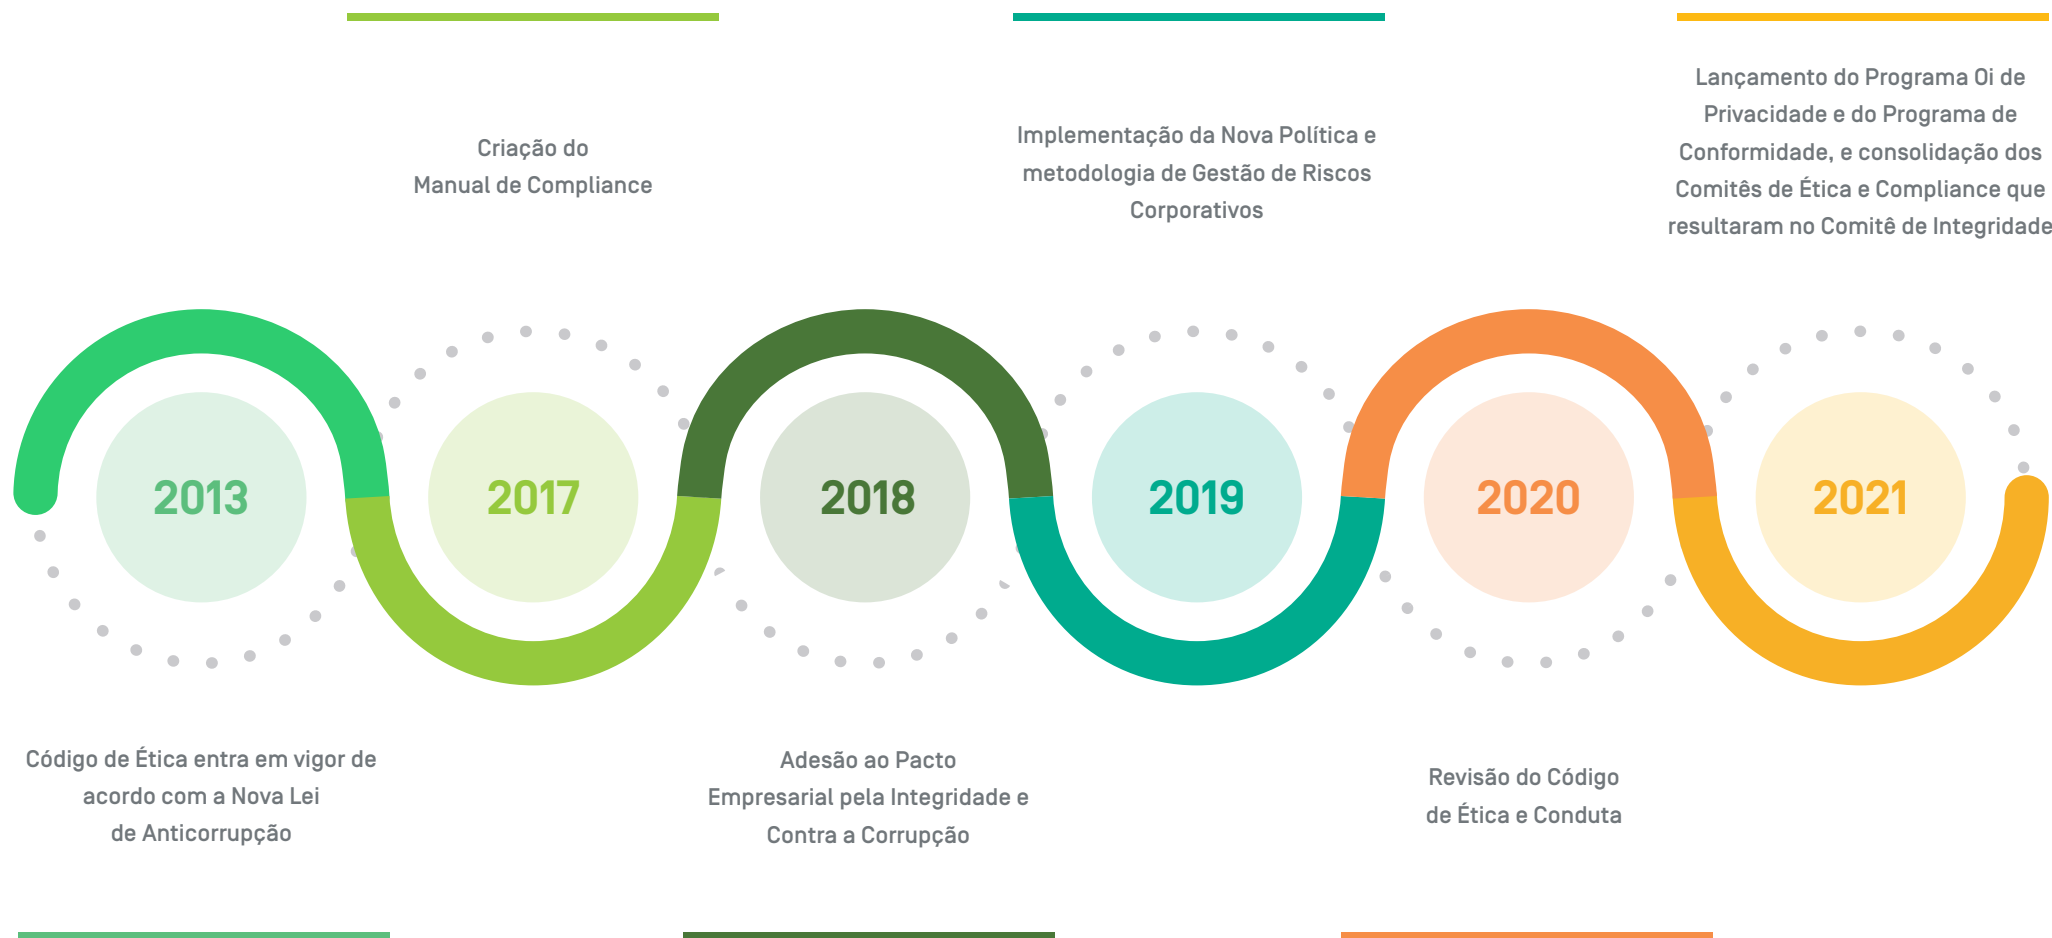 Criação do
Manual de Compliance
Implementação da Nova Política e
metodologia de Gestão de Riscos
Corporativos
Lançamento do Programa Oi de
Privacidade e do Programa de
Conformidade, e consolidação dos
Comitês de Ética e Compliance que
resultaram no Comitê de Integridade
2013
2017
2018
2019
2020
2021
Código de Ética entra em vigor de
acordo com a Nova Lei
de Anticorrupção
Adesão ao Pacto
Empresarial pela Integridade e
Contra a Corrupção
Revisão do Código
de Ética e Conduta